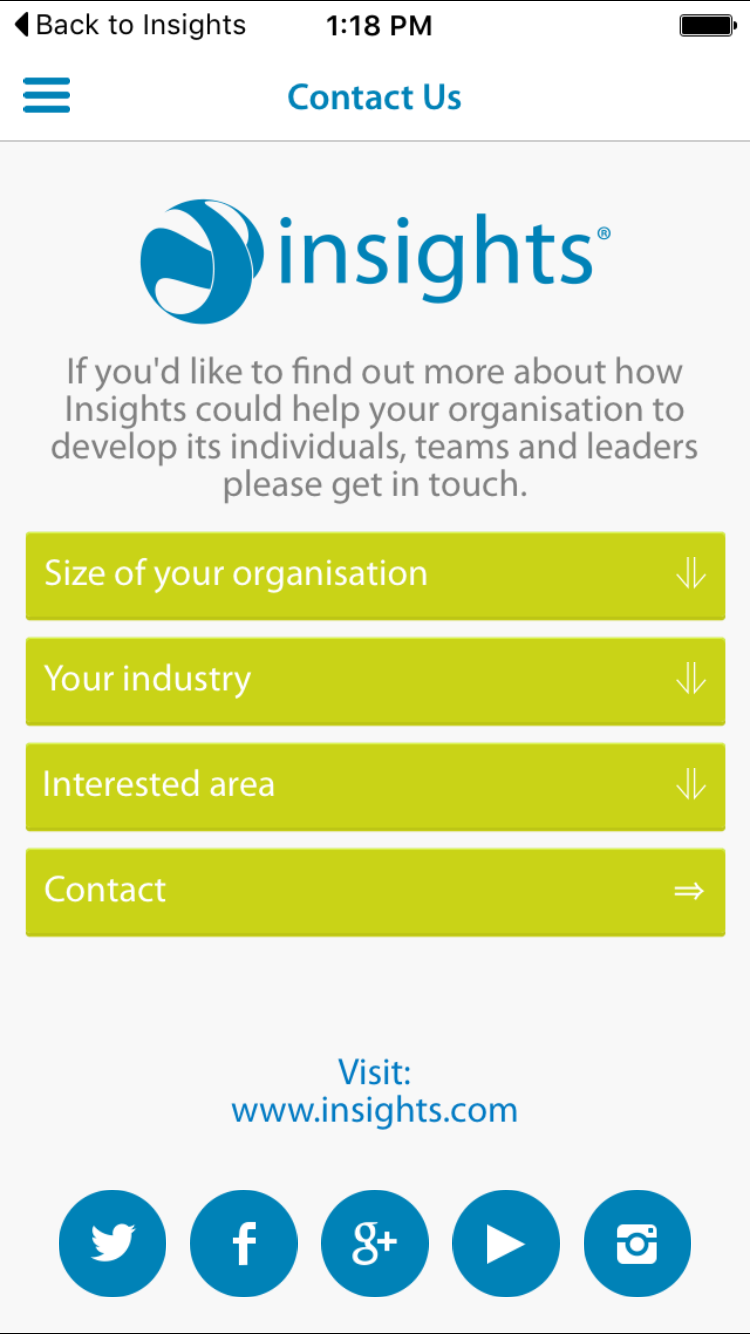 Back to Insights 1:18 PM
Contact Us
insights®
If you'd like to find out more about how
Insights could help your organisation to
develop its individuals, teams and leaders
please get in touch.
Size of your organisation
Your industry
Interested area
Contact
Visit:
www.insights.com
f g+